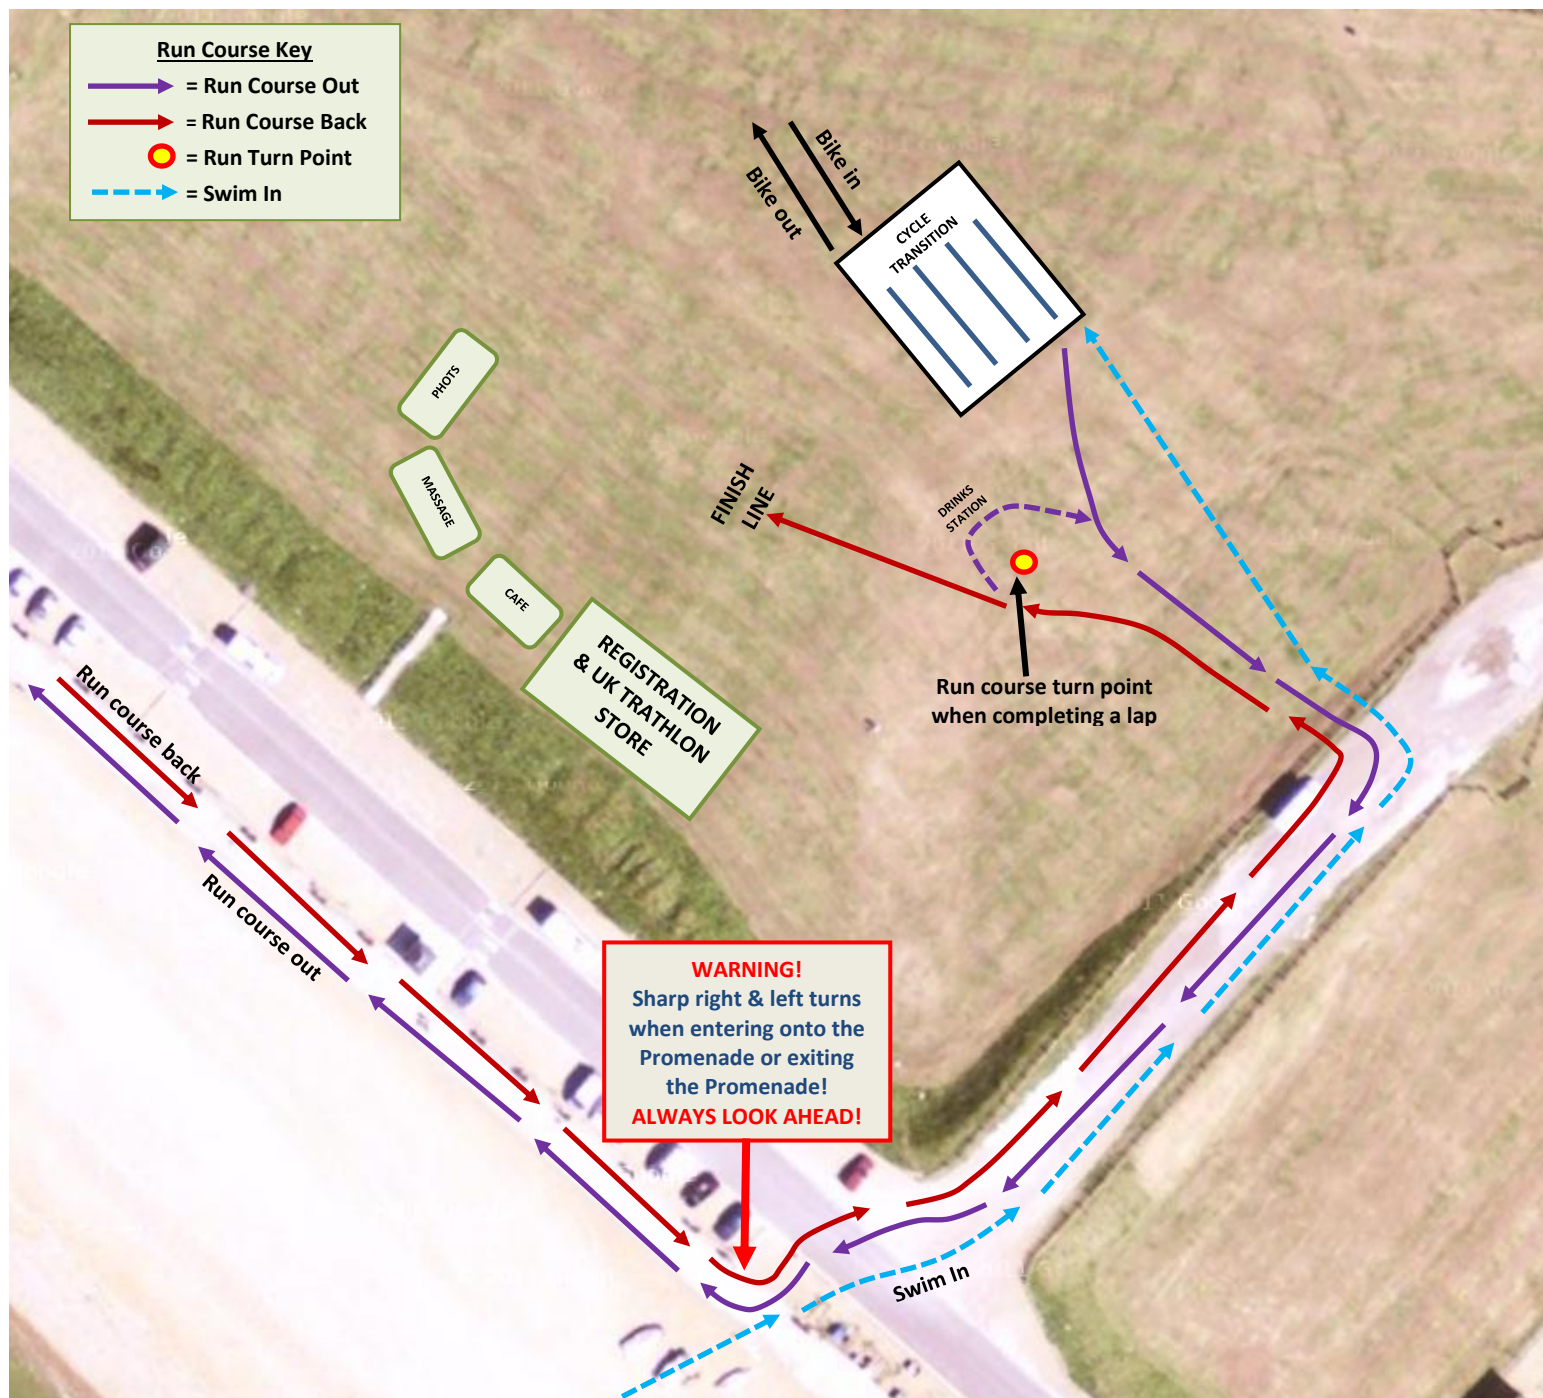 Run Course Key
= Run Course Out
= Run Course Back
= Run Turn Point
= Swim In
Bike in
Bike out
CYCLE
TRANSITION
PHOTS
MASSAGE
CAFE
REGISTRATION
& UK TRATHLON
STORE
FINISH
LINE
DRINKS
STATION
Run course turn point
when completing a lap
Run course back
Run course out
WARNING!
Sharp right & left turns
when entering onto the
Promenade or exiting
the Promenade!
ALWAYS LOOK AHEAD!
Swim In